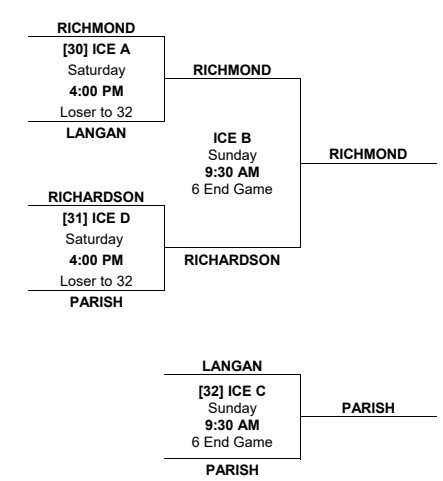 RICHMOND
[30] ICE A
Saturday
4:00 PM
Loser to 32
LANGAN
RICHMOND
ICE B
Sunday
9:30 AM
6 End Game
RICHMOND
RICHARDSON
[31] ICE D
Saturday
4:00 PM
Loser to 32
PARISH
RICHARDSON
LANGAN
[32] ICE C
Sunday
9:30 AM
6 End Game
PARISH
PARISH